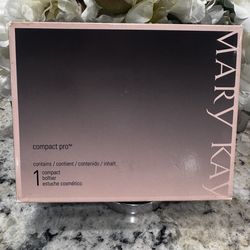 MARY KAY
compact pro™
contains / contient / contenido / inhalt
1 compact
boîtier
estuche cosmético